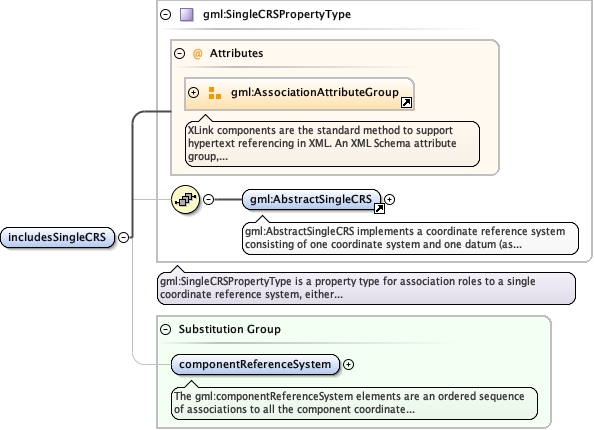 gml:SingleCRSPropertyType
@ Attributes
gml:AssociationAttributeGroup
XLink components are the standard method to support
hypertext referencing in XML. An XML Schema attribute
group,...
gml:AbstractSingleCRS
gml:AbstractSingleCRS implements a coordinate reference system
consisting of one coordinate system and one datum (as...
includesSingleCRS
gml:SingleCRSPropertyType is a property type for association roles to a single
coordinate reference system, either...
Substitution Group
componentReferenceSystem
The gml:componentReferenceSystem elements are an ordered sequence
of associations to all the component coordinate...